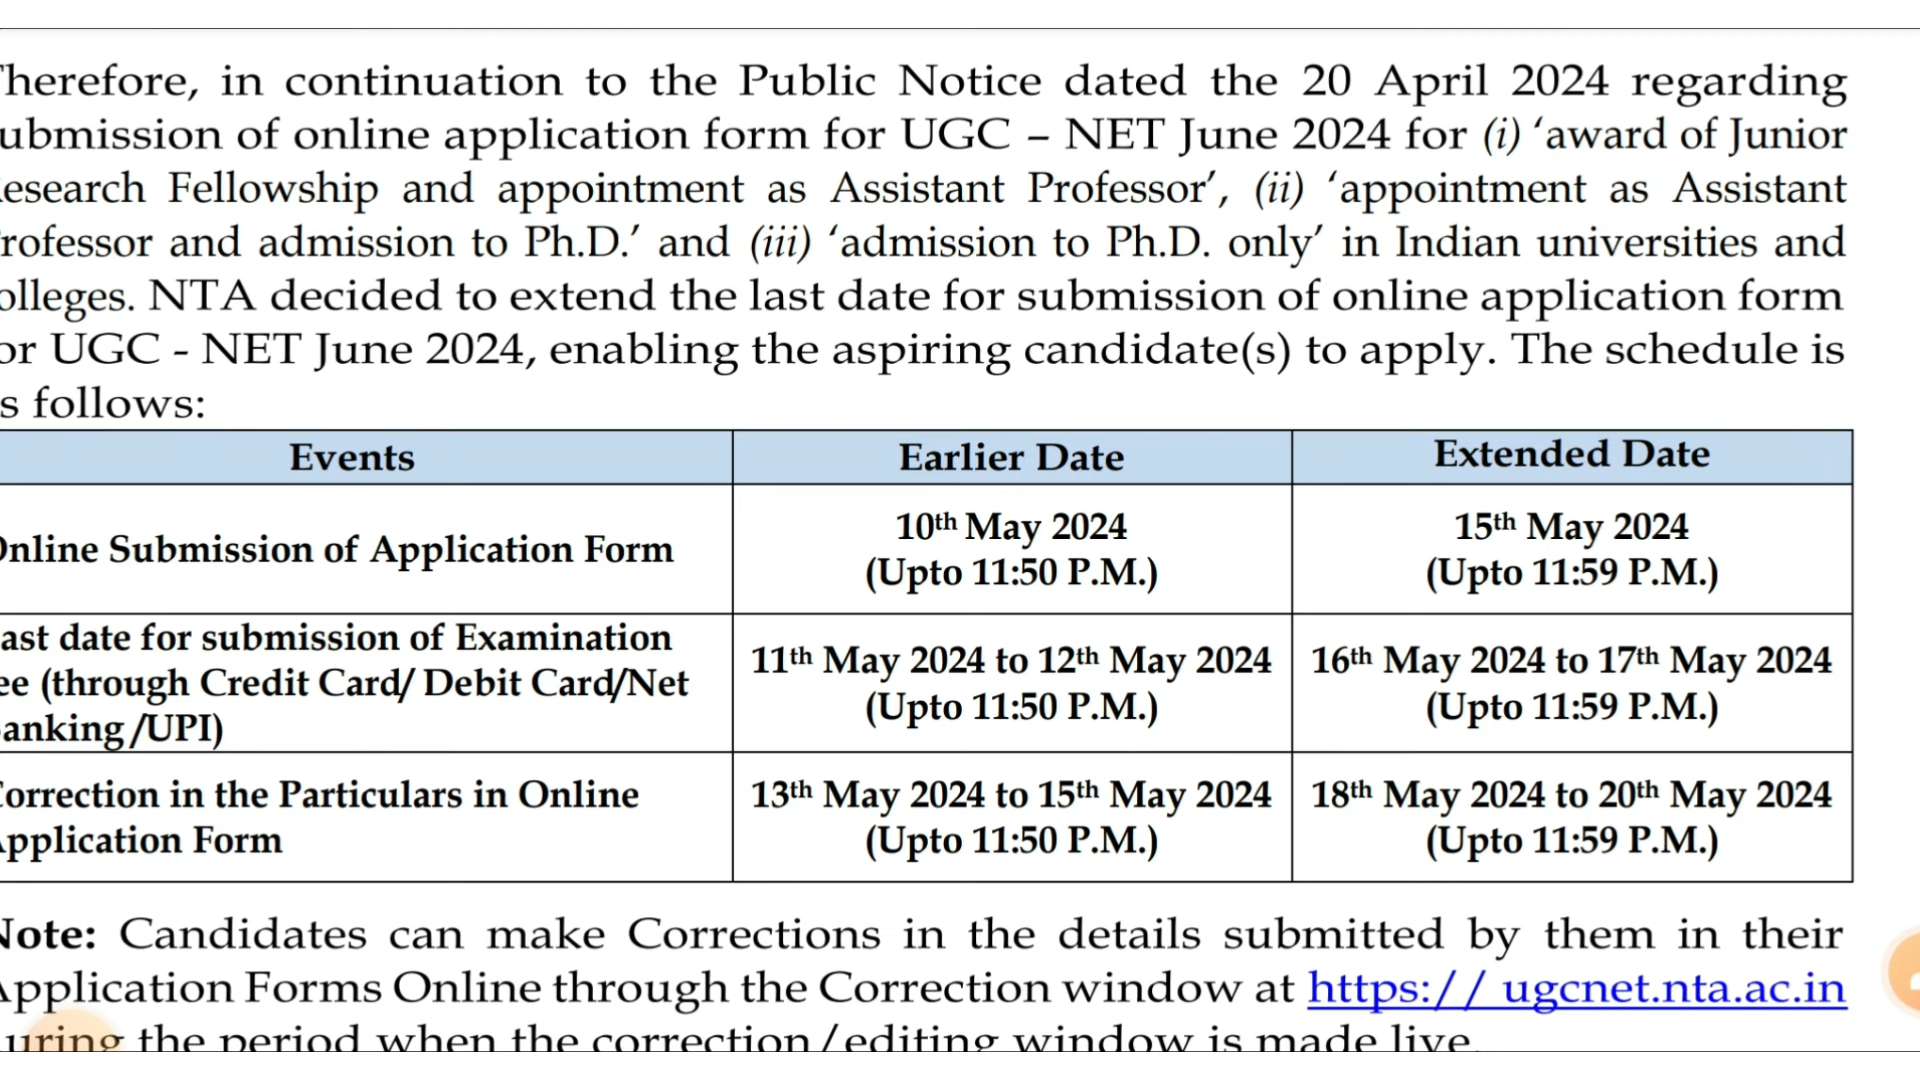 herefore, in continuation to the Public Notice dated the 20 April 2024 regarding
ubmission of online application form for UGC – NET June 2024 for (i) ‘award of Junior
esearch Fellowship and appointment as Assistant Professor’, (ii) ‘appointment as Assistant
rofessor and admission to Ph.D.’ and (iii) ‘admission to Ph.D. only’ in Indian universities and
olleges. NTA decided to extend the last date for submission of online application form
or UGC - NET June 2024, enabling the aspiring candidate(s) to apply. The schedule is
s follows:
Events Earlier Date Extended Date
Online Submission of Application Form
10th May 2024
(Upto 11:50 P.M.)
15th May 2024
(Upto 11:59 P.M.)
ast date for submission of Examination
ee (through Credit Card/ Debit Card/Net
anking /UPI)
11th May 2024 to 12th May 2024
(Upto 11:50 P.M.)
16th May 2024 to 17th May 2024
(Upto 11:59 P.M.)
Correction in the Particulars in Online
Application Form
13th May 2024 to 15th May 2024
(Upto 11:50 P.M.)
18th May 2024 to 20th May 2024
(Upto 11:59 P.M.)
Note: Candidates can make Corrections in the details submitted by them in their
Application Forms Online through the Correction window at https:// ugcnet.nta.ac.in
uring the period when the correction/editing window is made live.